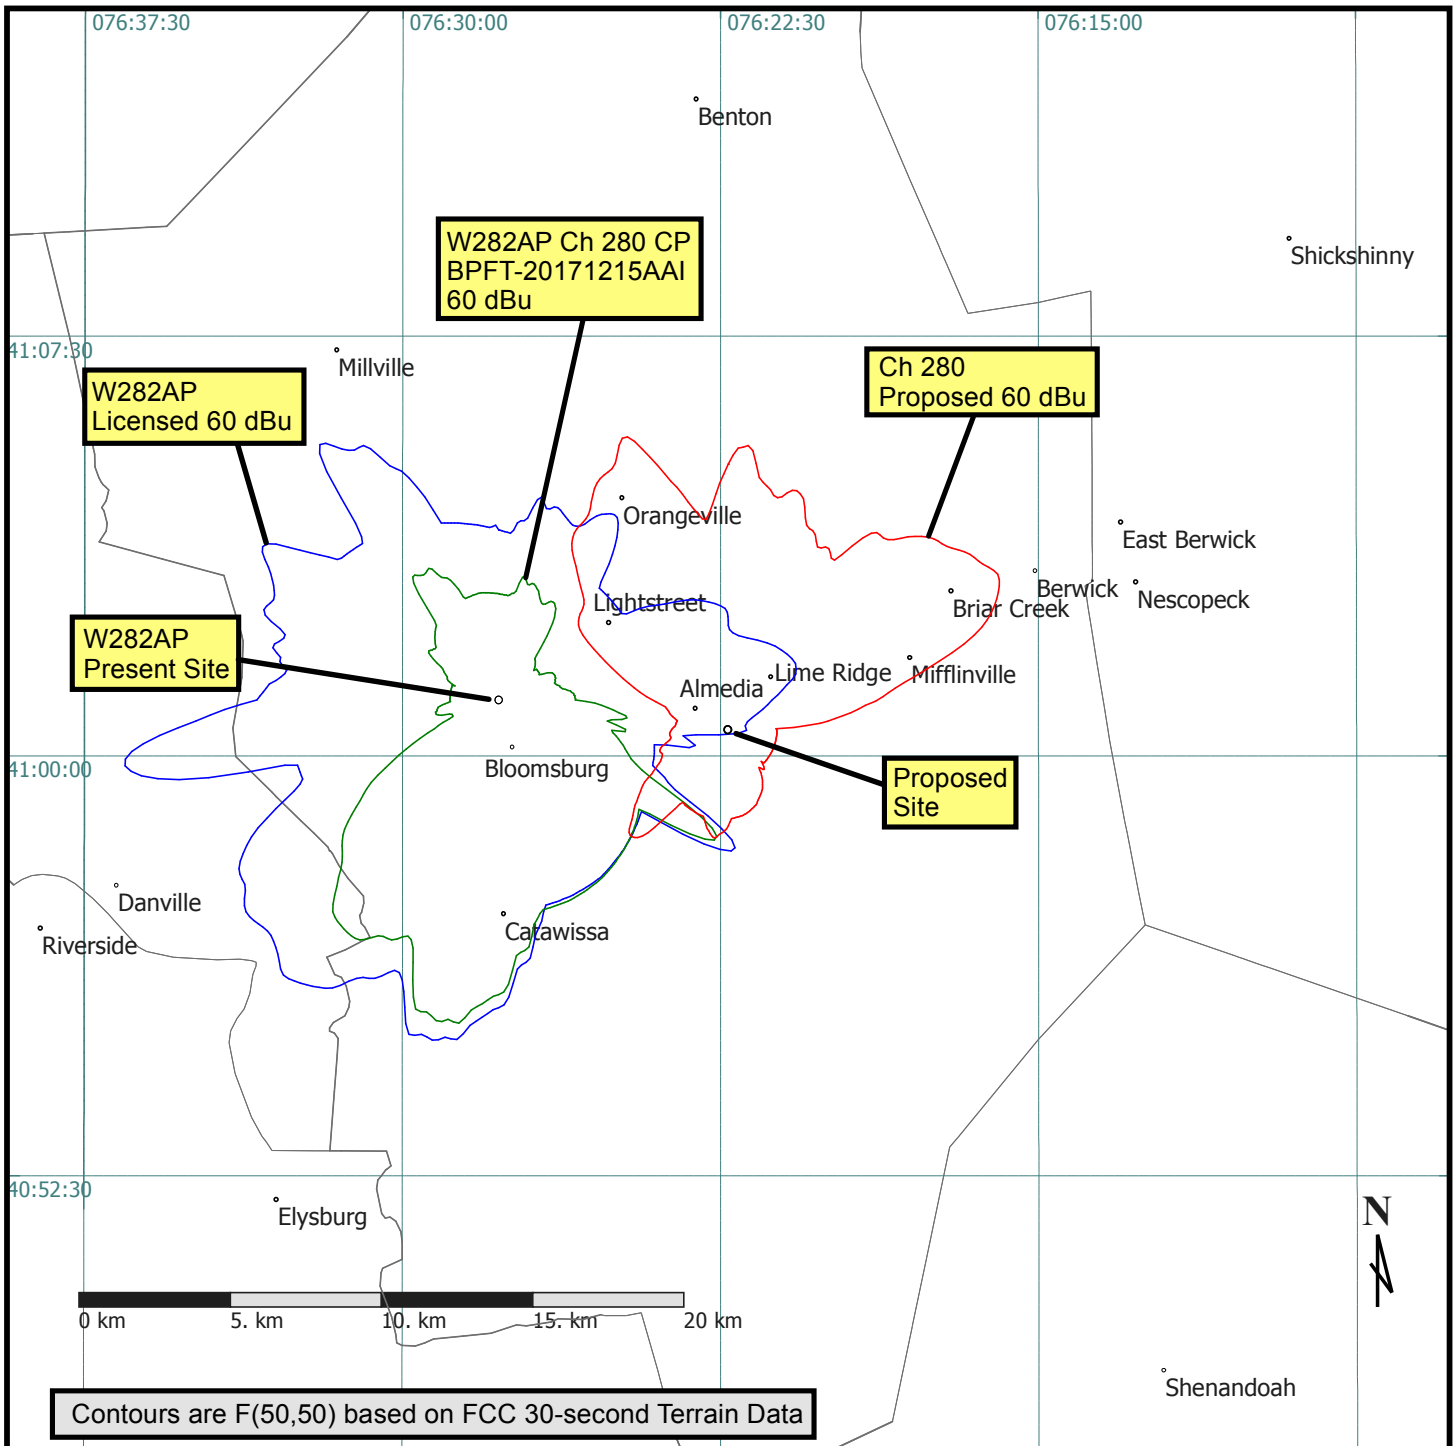 076:37:30
076:30:00
076:22:30
076:15:00
Benton
W282AP Ch 280 CP
BPFT-20171215AAI
60 dBu
Shickshinny
41:07:30
Millville
Ch 280
Proposed 60 dBu
W282AP
Licensed 60 dBu
Orangeville
East Berwick
Berwick
Nescopeck
Briar Creek
Lightstreet
W282AP
Present Site
Lime Ridge
Mifflinville
Almedia
41:00:00
Bloomsburg
Proposed
Site
Danville
Riverside
Catawissa
40:52:30
Elysburg
N
0 km
5. km
10. km
15. km
20 km
Shenandoah
Contours are F(50,50) based on FCC 30-second Terrain Data